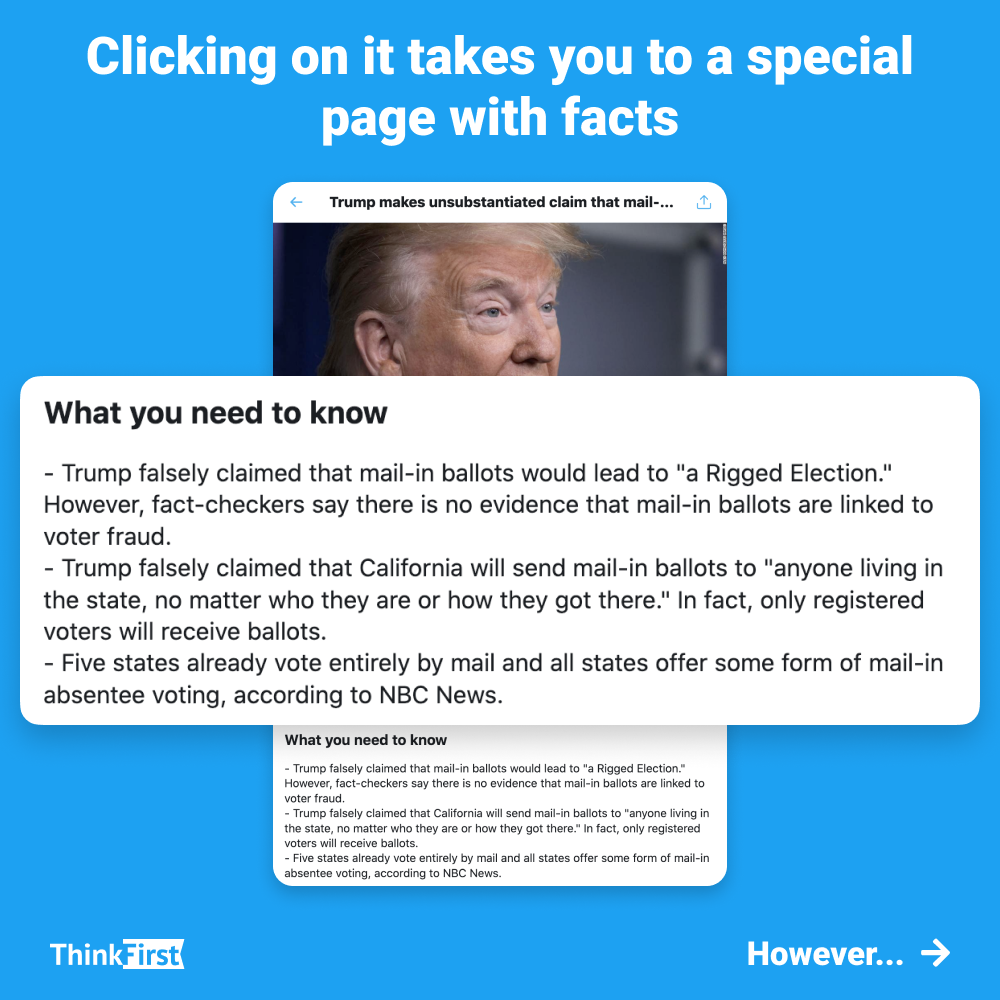 Clicking on it takes you to a special
page with facts
Trump makes unsubstantiated claim that mail-...
What you need to know
- Trump falsely claimed that mail-in ballots would lead to "a Rigged Election."
However, fact-checkers say there is no evidence that mail-in ballots are linked to
voter fraud.
- Trump falsely claimed that California will send mail-in ballots to "anyone living in
the state, no matter who they are or how they got there." In fact, only registered
voters will receive ballots.
- Five states already vote entirely by mail and all states offer some form of mail-in
absentee voting, according to NBC News.
What you need to know
- Trump falsely claimed that mail-in ballots would lead to "a Rigged Election."
However, fact-checkers say there is no evidence that mail-in ballots are linked to
voter fraud.
- Trump falsely claimed that California will send mail-in ballots to "anyone living in
the state, no matter who they are or how they got there." In fact, only registered
voters will receive ballots.
- Five states already vote entirely by mail and all states offer some form of mail-in
absentee voting, according to NBC News.
ThinkFirst
However...